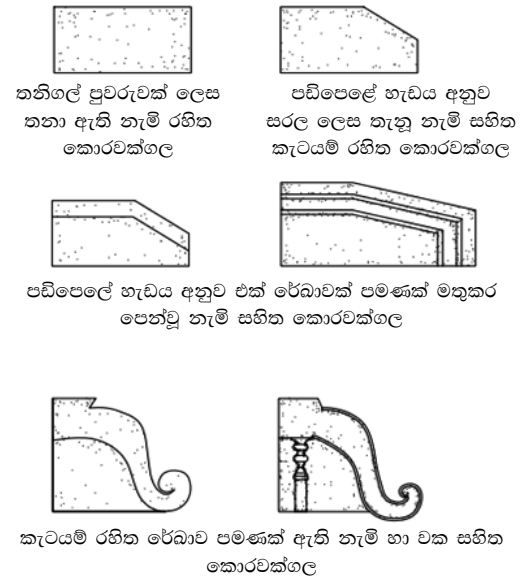 තනිගල් පුවරුවක් ලෙස
තනා ඇති නැමි රහිත
කොරවක්ගල
පඩිපෙළේ හැඩය අනුව
සරල ලෙස තැනූ නැමි සහිත
කැටයම් රහිත කොරවක්ගල
පඩිපෙලේ හැඩය අනුව එක් රේඛාවක් පමණක් මතුකර
පෙන්වූ නැමි සහිත කොරවක්ගල
කැටයම් රහිත රේඛාව පමණක් ඇති නැමි හා වක සහිත
කොරවක්ගල